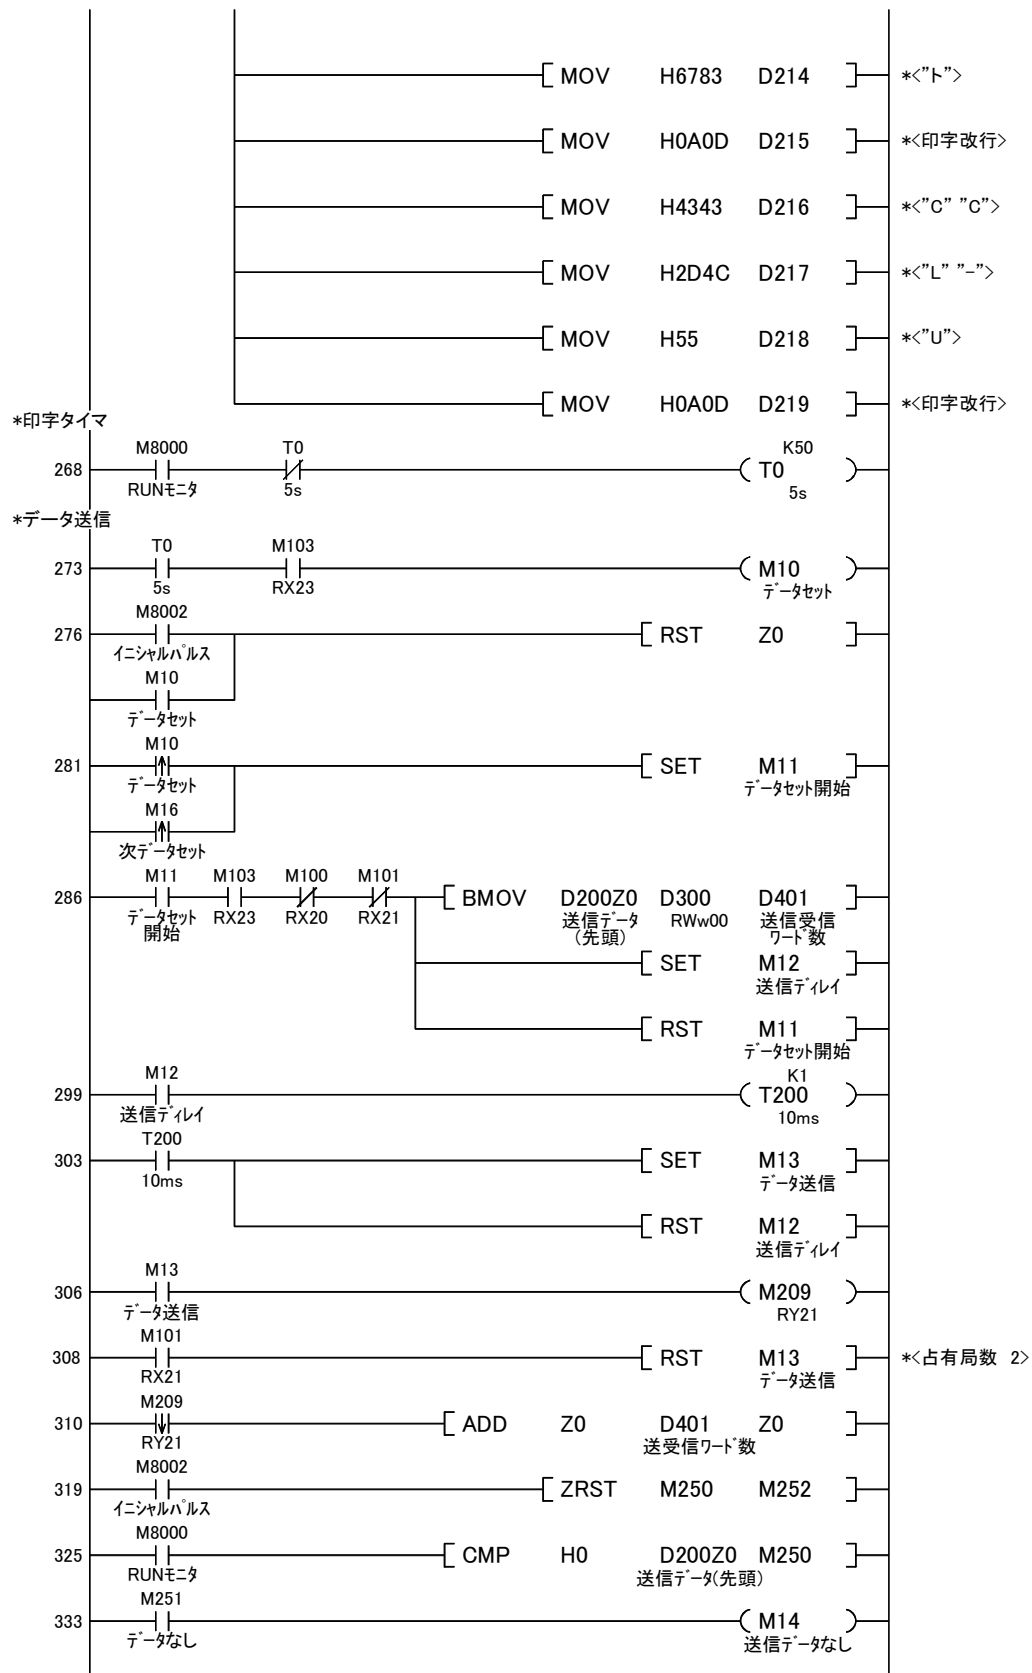 MOV H6783 D214 *<"ト">
MOV H0A0D D215 *<印字改行>
MOV H4343 D216 *<"C" "C">
MOV H2D4C D217 *<"L" "-">
MOV H55 D218 *<"U">
MOV H0A0D D219 *<印字改行>
*印字タイマ
M8000 T0 K50
268 T0
RUNモニタ 5s 5s
*データ送信
T0 M103
273 M10
5s RX23 データセット
M8002
276 RST Z0
イニシャルパルス
M10
データセット
M10
281 SET M11
データセット データセット開始
M16
次データセット
M11 M103 M100 M101
286 BMOV D200Z0 D300 D401
データセット RX23 RX20 RX21 送信データ RWw00 送信受信
開始 (先頭) ワード数
SET M12
送信ディレイ
RST M11
データセット開始
M12 K1
299 T200
送信ディレイ 10ms
T200
303 SET M13
10ms データ送信
RST M12
送信ディレイ
M13
306 M209
データ送信 RY21
M101
308 RST M13 *<占有局数 2>
RX21 データ送信
M209
310 ADD Z0 D401 Z0
RY21 送受信ワード数
M8002
319 ZRST M250 M252
イニシャルパルス
M8000
325 CMP H0 D200Z0 M250
RUNモニタ 送信データ(先頭)
M251
333 M14
データなし 送信データなし